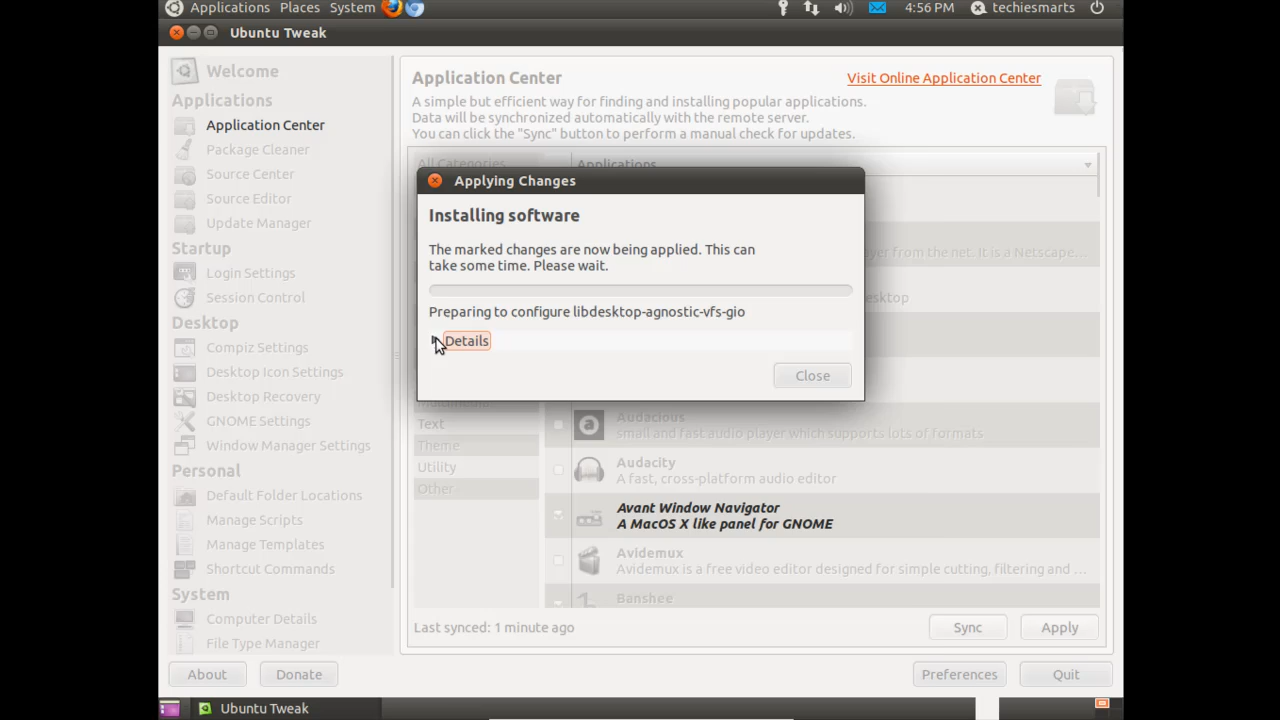 Applications Places System 4:56 PM techiesmarts
Ubuntu Tweak
Welcome
Applications
Application Center
Package Cleaner
Source Center
Source Editor
Update Manager
Startup
Login Settings
Session Control
Desktop
Compiz Settings
Desktop Icon Settings
Desktop Recovery
GNOME Settings
Window Manager Settings
Personal
Default Folder Locations
Manage Scripts
Manage Templates
Shortcut Commands
System
Computer Details
File Type Manager
About Donate
Application Center
Visit Online Application Center
A simple but efficient way for finding and installing popular applications.
Data will be synchronized automatically with the remote server.
You can click the "Sync" button to perform a manual check for updates.
All Categories
Applications
Applying Changes
Installing software
The marked changes are now being applied. This can
take some time. Please wait.
Preparing to configure libdesktop-agnostic-vfs-gio
Details
Close
from the net. It is a Netscape...
Text
Theme
Utility
Other
Audacious
small and fast audio player which supports lots of formats
Audacity
A fast, cross-platform audio editor
Avant Window Navigator
A MacOS X like panel for GNOME
Avidemux
Avidemux is a free video editor designed for simple cutting, filtering and ...
Banshee
Last synced: 1 minute ago
Sync Apply
Preferences Quit
Ubuntu Tweak